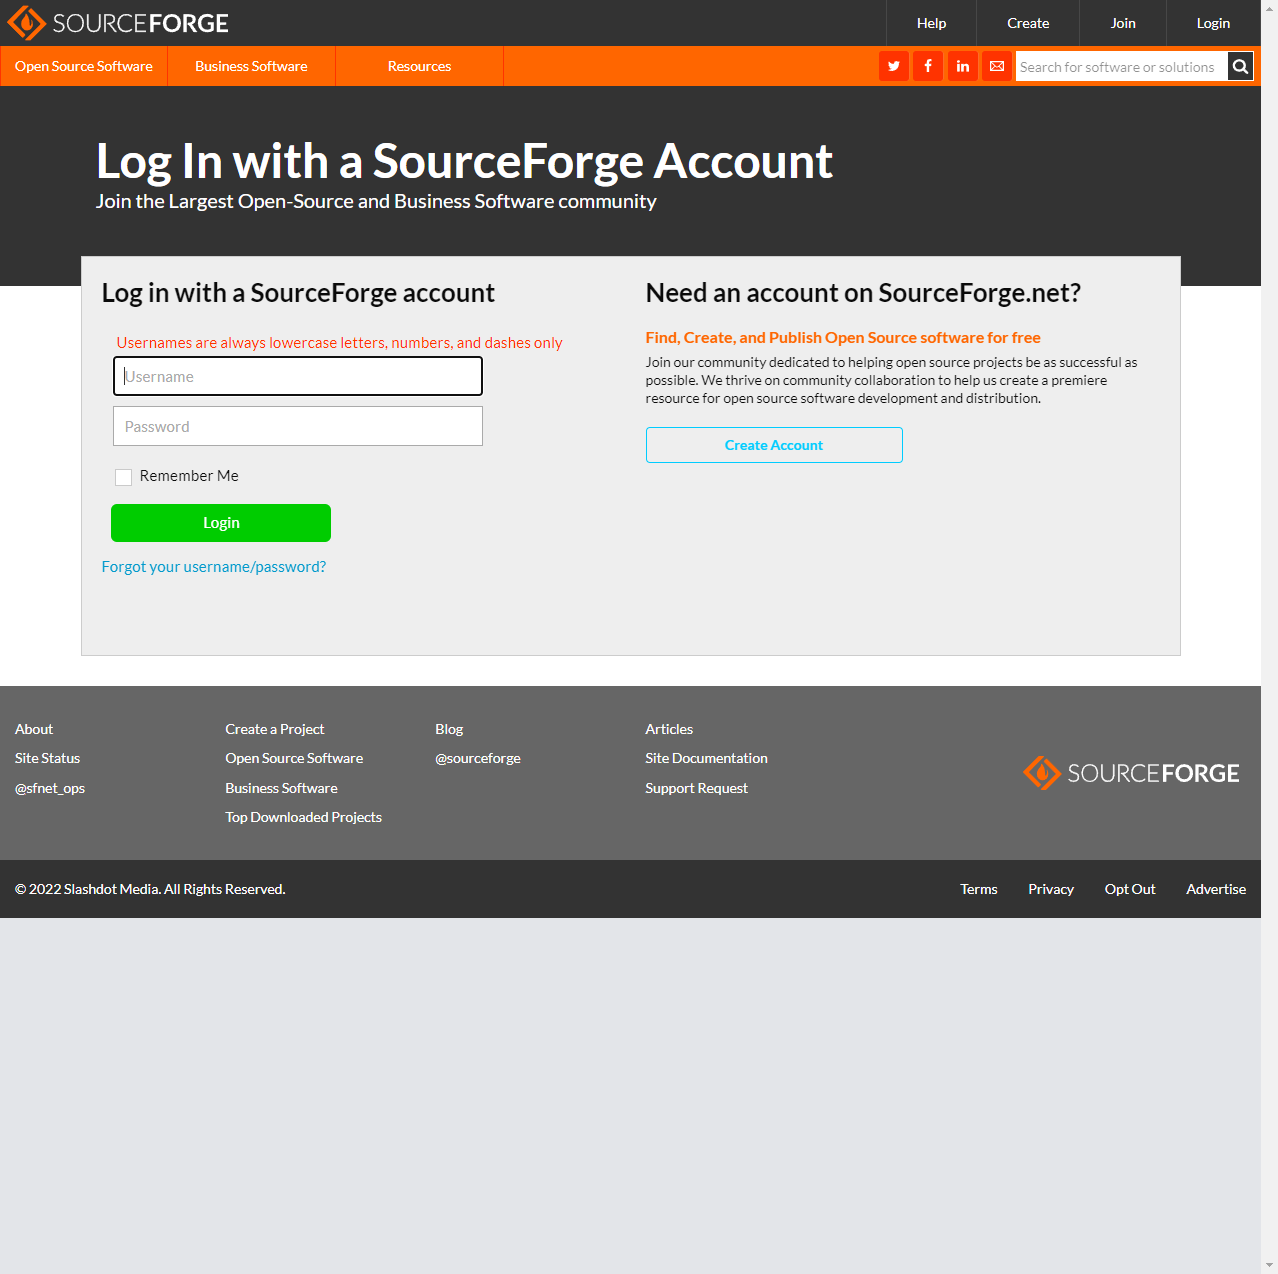 SOURCEFORGE
Help Create Join Login
Open Source Software Business Software Resources
Search for software or solutions
Log In with a SourceForge Account
Join the Largest Open-Source and Business Software community
Log in with a SourceForge account
Usernames are always lowercase letters, numbers, and dashes only
Username
Password
Remember Me
Login
Forgot your username/password?
Need an account on SourceForge.net?
Find, Create, and Publish Open Source software for free
Join our community dedicated to helping open source projects be as successful as
possible. We thrive on community collaboration to help us create a premiere
resource for open source software development and distribution.
Create Account
About
Site Status
@sfnet_ops
Create a Project
Open Source Software
Business Software
Top Downloaded Projects
Blog
@sourceforge
Articles
Site Documentation
Support Request
SOURCEFORGE
© 2022 Slashdot Media. All Rights Reserved.
Terms Privacy Opt Out Advertise